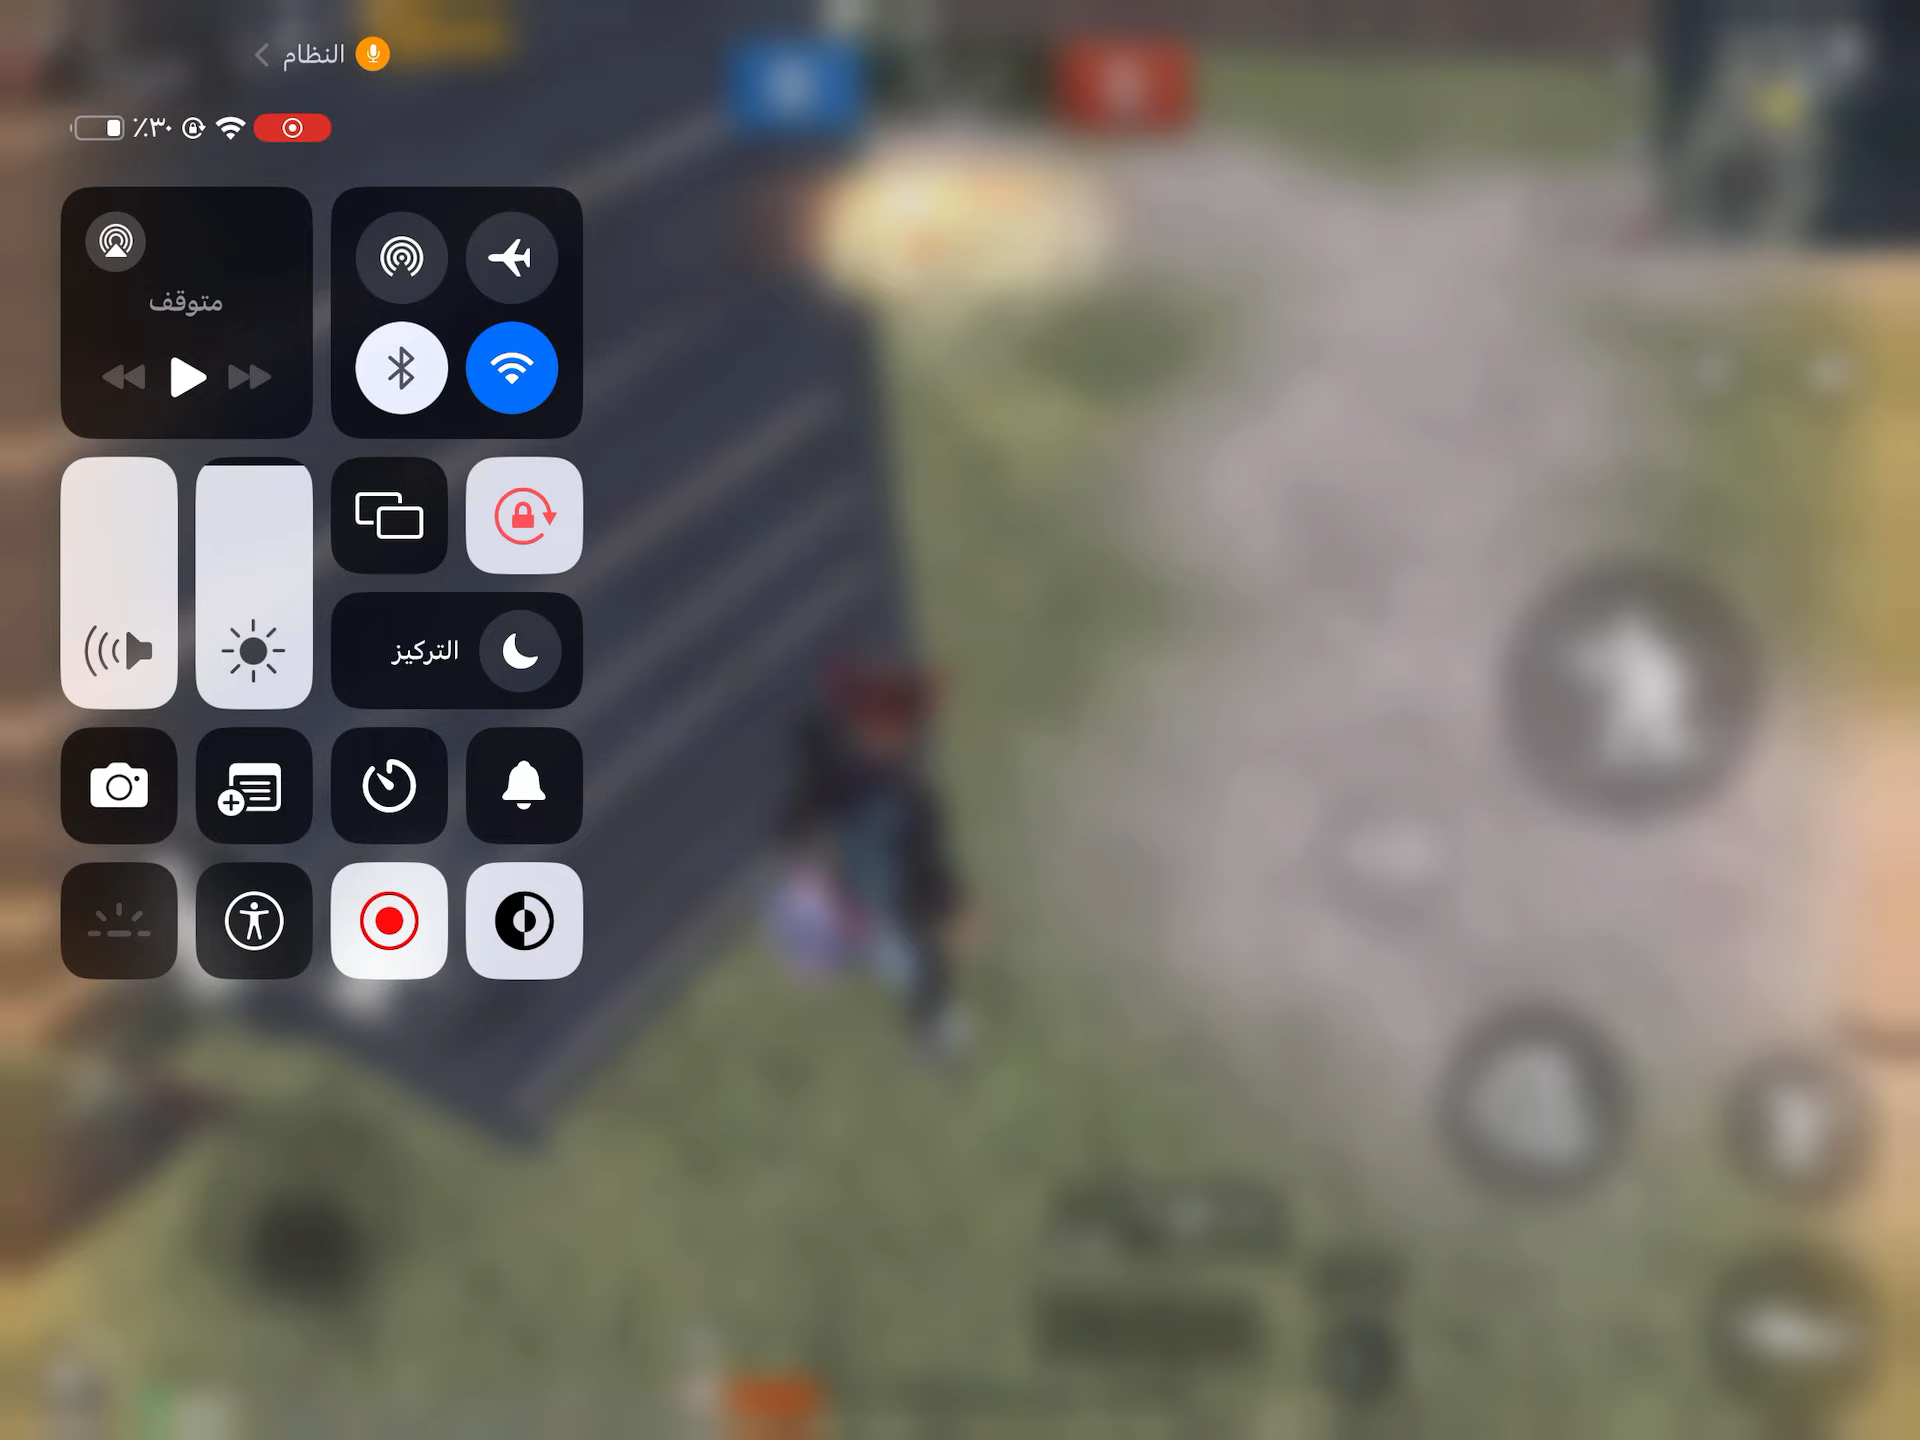 النظام
٪٣٠
متوقف
التركيز